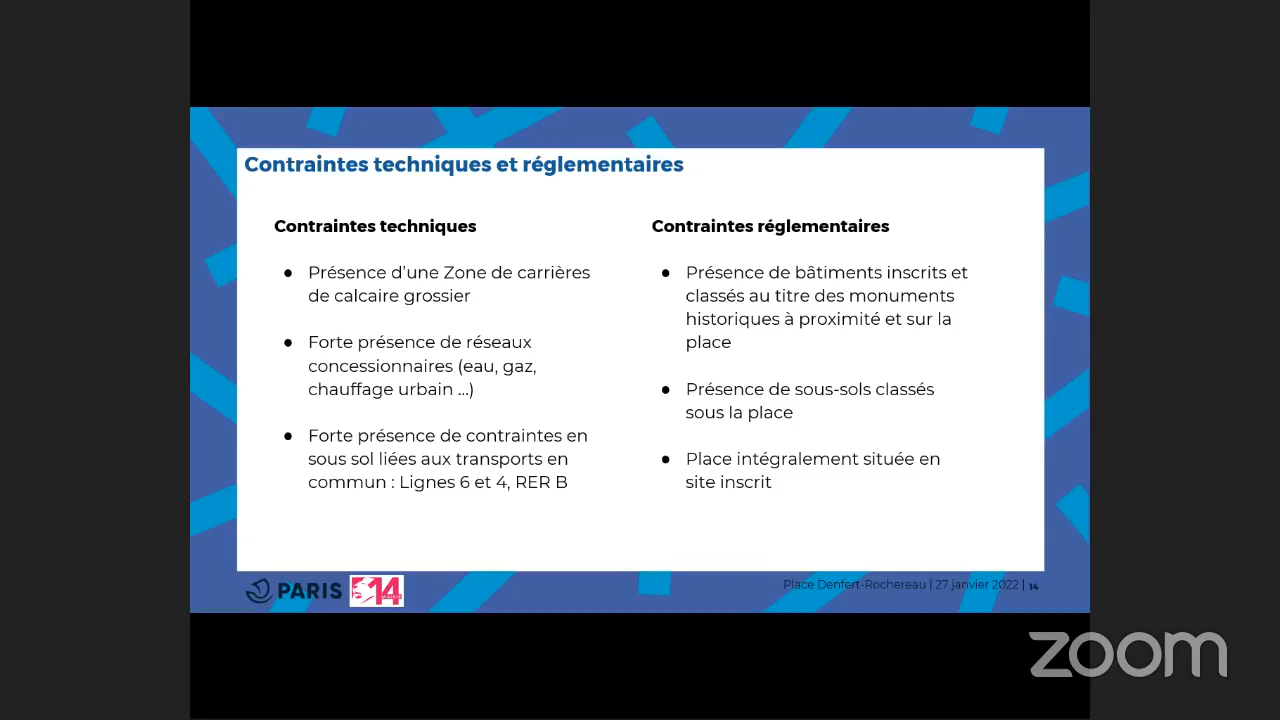 Contraintes techniques et réglementaires
Contraintes techniques
● Présence d’une Zone de carrières
de calcaire grossier
● Forte présence de réseaux
concessionnaires (eau, gaz,
chauffage urbain ...)
● Forte présence de contraintes en
sous sol liées aux transports en
commun : Lignes 6 et 4, RER B
Contraintes réglementaires
● Présence de bâtiments inscrits et
classés au titre des monuments
historiques à proximité et sur la
place
● Présence de sous-sols classés
sous la place
● Place intégralement située en
site inscrit
PARIS
14
Place Denfert-Rochereau | 27 janvier 2022 | 14
zoom